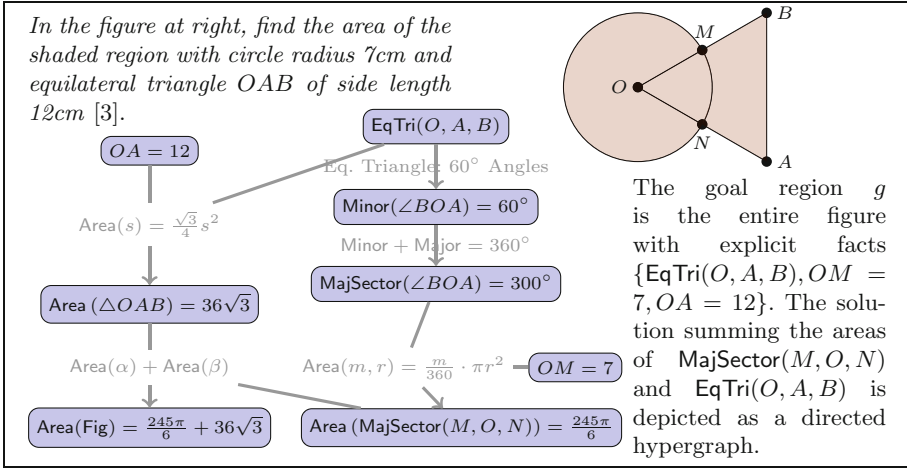 In the figure at right, find the area of the
shaded region with circle radius 7cm and
equilateral triangle OAB of side length
12cm [3].
OA = 12
EqTri(O, A, B)
Eq. Triangle: 60° Angles
Area(s) = √3/4 s²
Minor(∠BOA) = 60°
Minor + Major = 360°
MajSector(∠BOA) = 300°
Area (△OAB) = 36√3
Area(α) + Area(β)
Area(m, r) = m/360 · πr²
OM = 7
Area(Fig) = 245π/6 + 36√3
Area (MajSector(M, O, N)) = 245π/6
B
M
O
N
A
The goal region g
is the entire figure
with explicit facts
{EqTri(O, A, B), OM =
7, OA = 12}. The solu-
tion summing the areas
of MajSector(M, O, N)
and EqTri(O, A, B) is
depicted as a directed
hypergraph.